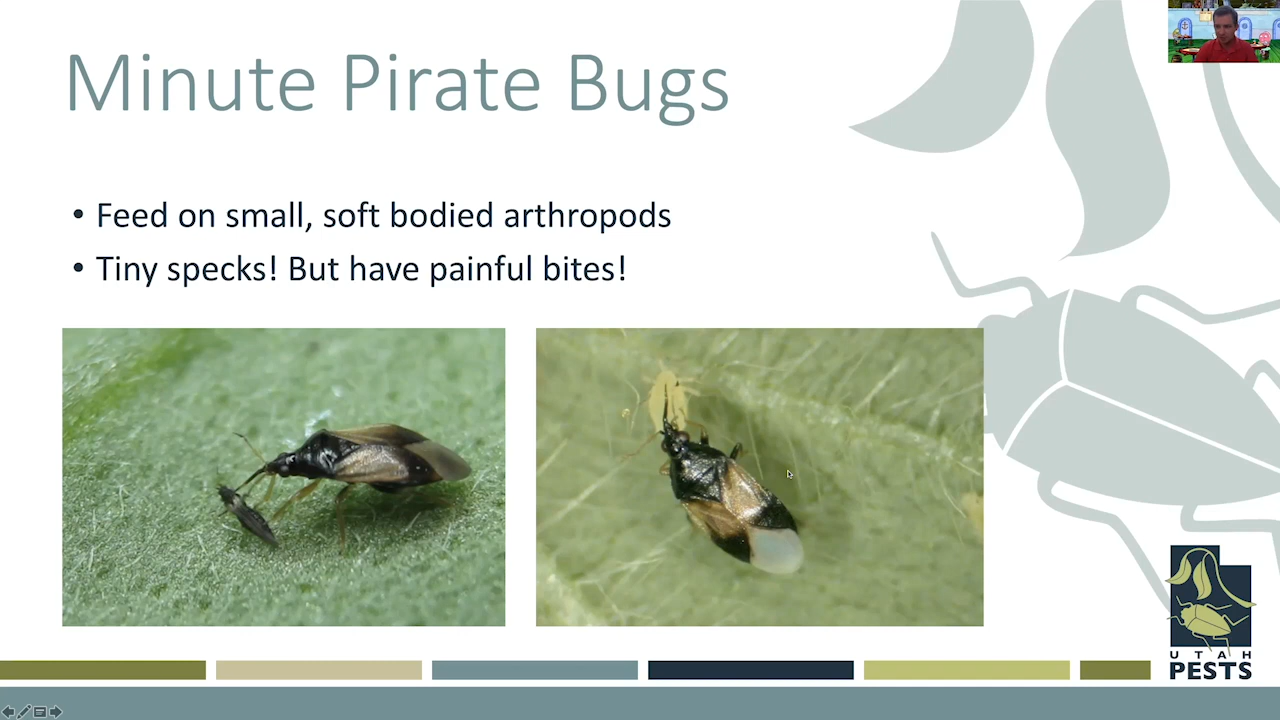 Minute Pirate Bugs
• Feed on small, soft bodied arthropods
• Tiny specks! But have painful bites!
UTAH
PESTS